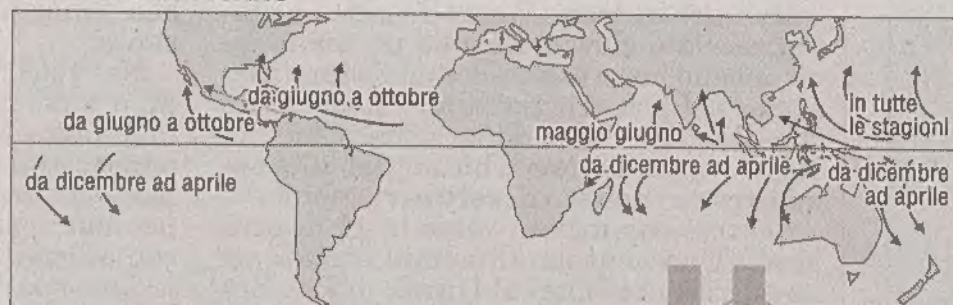 da giugno a ottobre
da giugno a ottobre
maggio giugno
in tutte
le stagioni
da dicembre ad aprile
da dicembre ad aprile
da dicembre
ad aprile